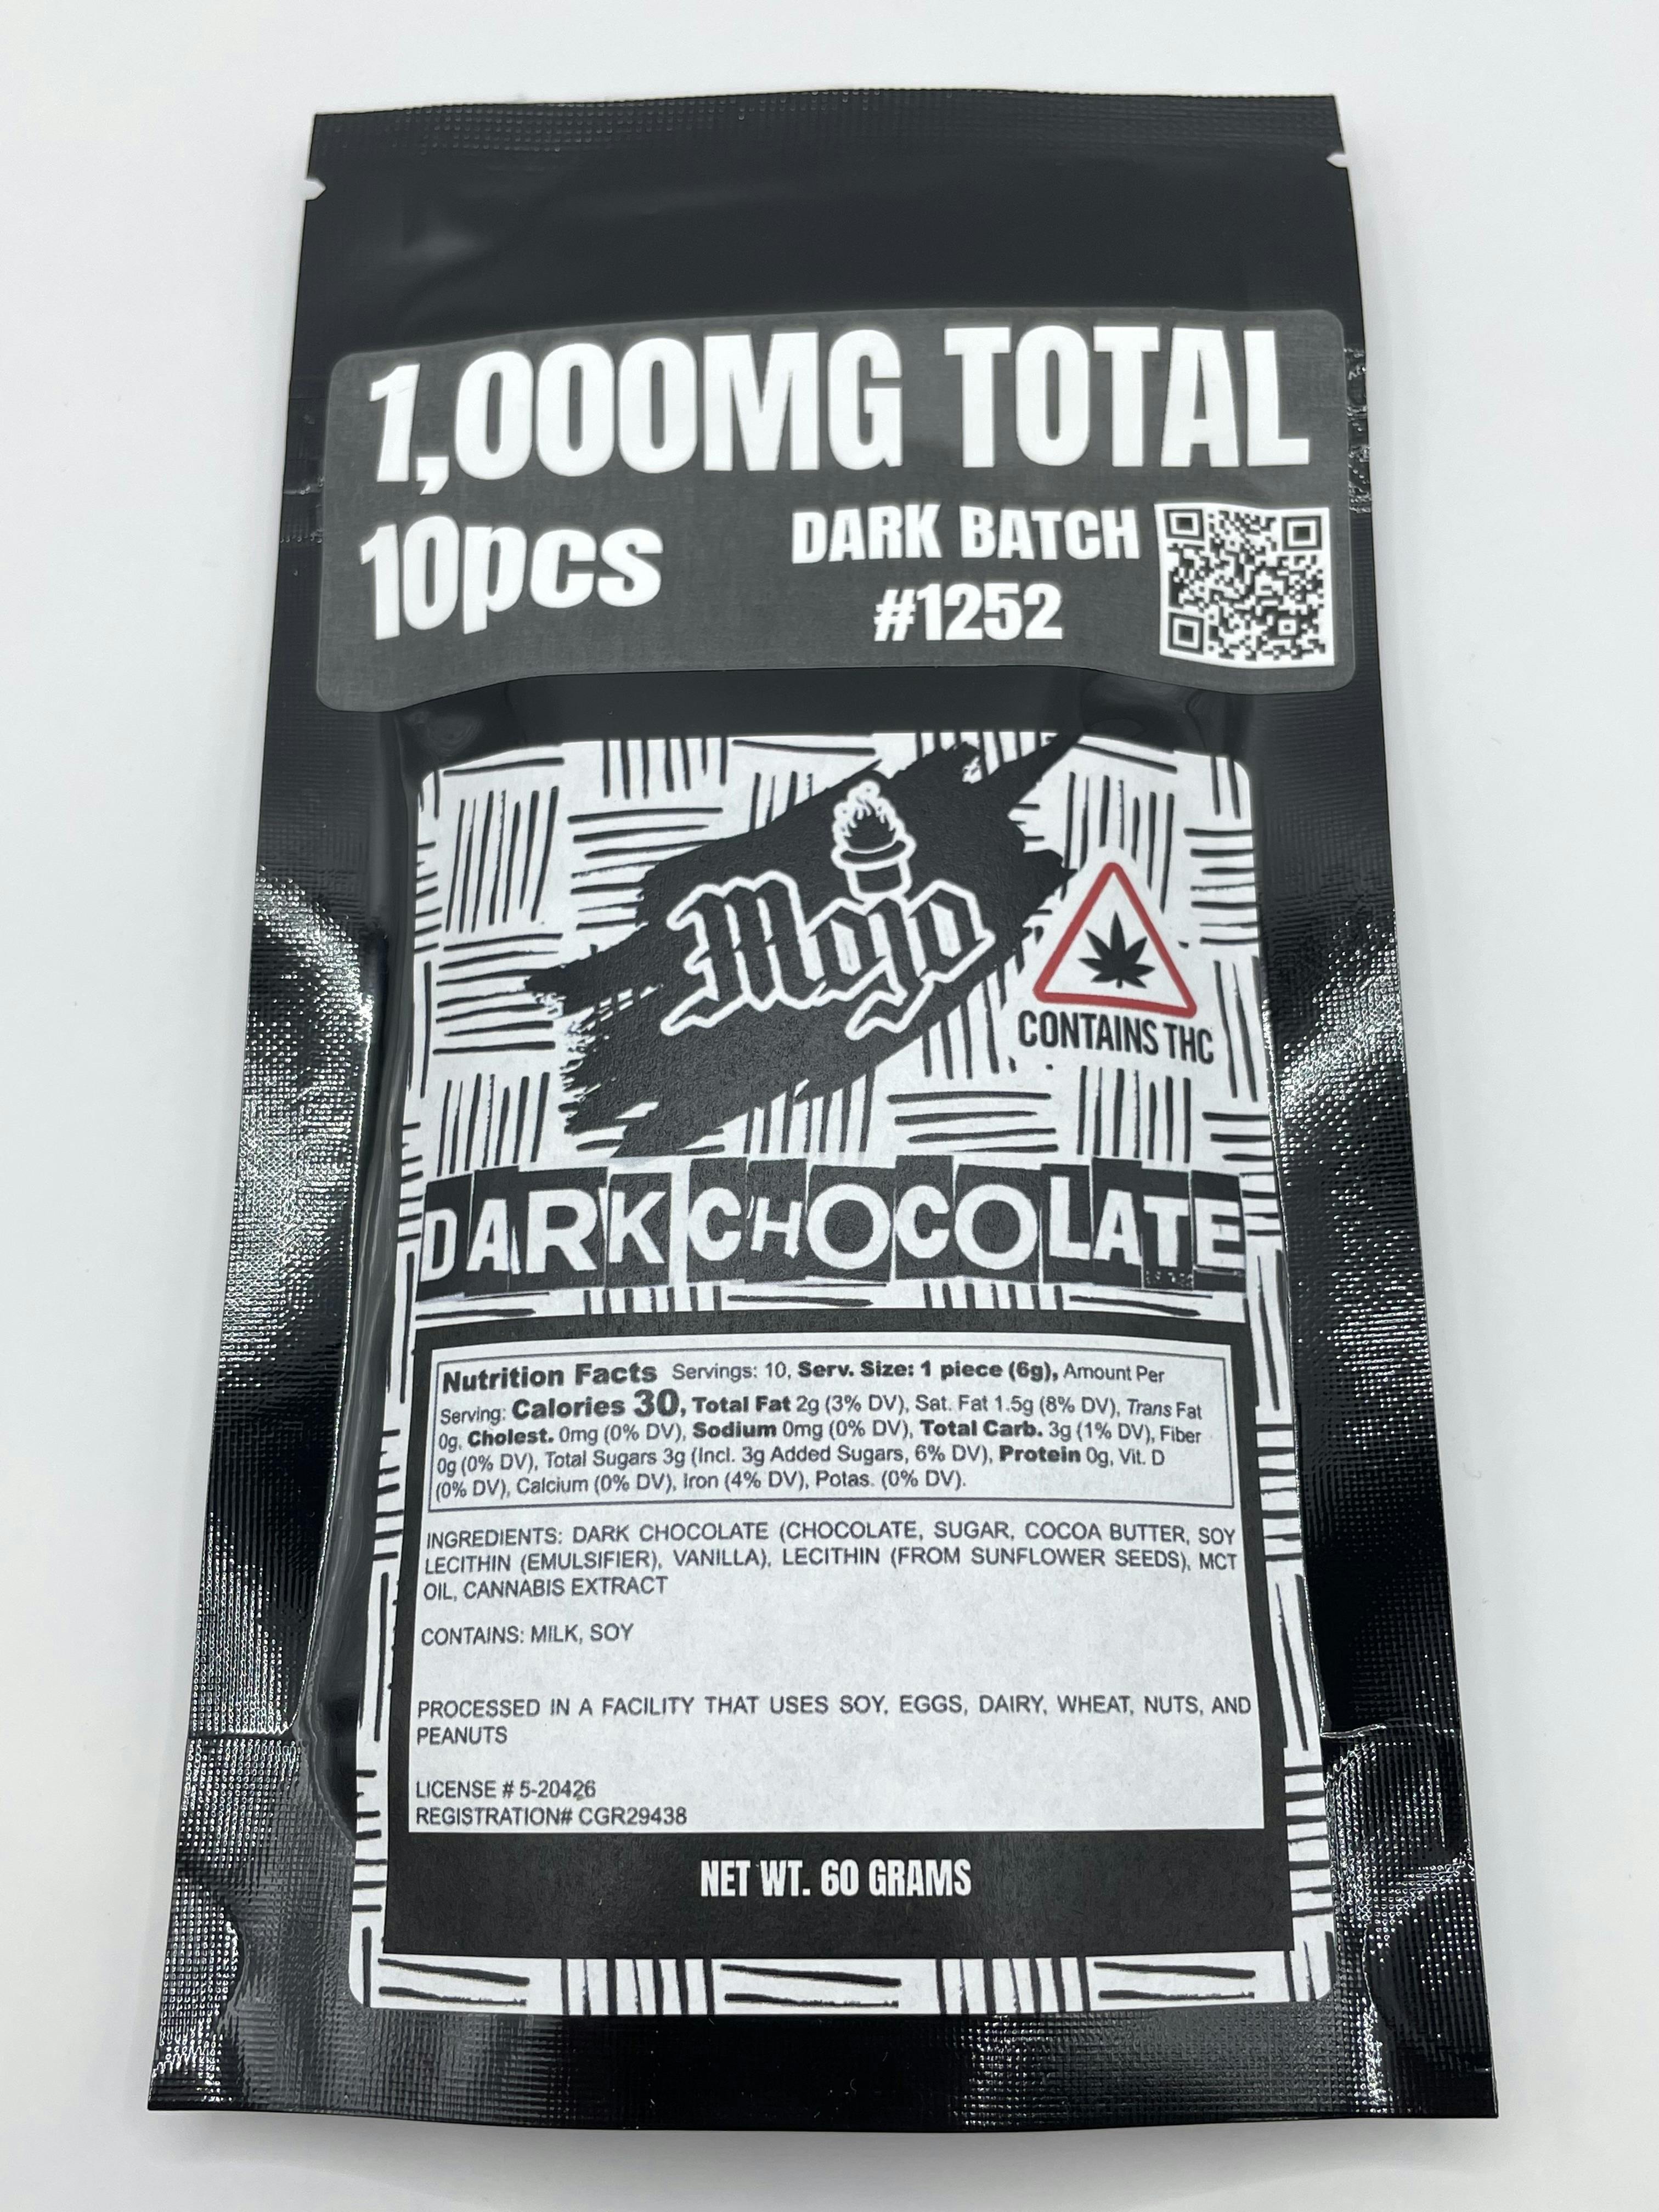 1,000MG TOTAL
10pcs
DARK BATCH
#1252
Mojo
CONTAINS THC
DARK CHOCOLATE
Nutrition Facts Servings: 10, Serv. Size: 1 piece (6g), Amount Per
Serving: Calories 30, Total Fat 2g (3% DV), Sat. Fat 1.5g (8% DV), Trans Fat
0g, Cholest. 0mg (0% DV), Sodium 0mg (0% DV), Total Carb. 3g (1% DV), Fiber
0g (0% DV), Total Sugars 3g (Incl. 3g Added Sugars, 6% DV), Protein 0g, Vit. D
(0% DV), Calcium (0% DV), Iron (4% DV), Potas. (0% DV).
INGREDIENTS: DARK CHOCOLATE (CHOCOLATE, SUGAR, COCOA BUTTER, SOY
LECITHIN (EMULSIFIER), VANILLA), LECITHIN (FROM SUNFLOWER SEEDS), MCT
OIL, CANNABIS EXTRACT
CONTAINS: MILK, SOY
PROCESSED IN A FACILITY THAT USES SOY, EGGS, DAIRY, WHEAT, NUTS, AND
PEANUTS
LICENSE # 5-20426
REGISTRATION# CGR29438
NET WT. 60 GRAMS